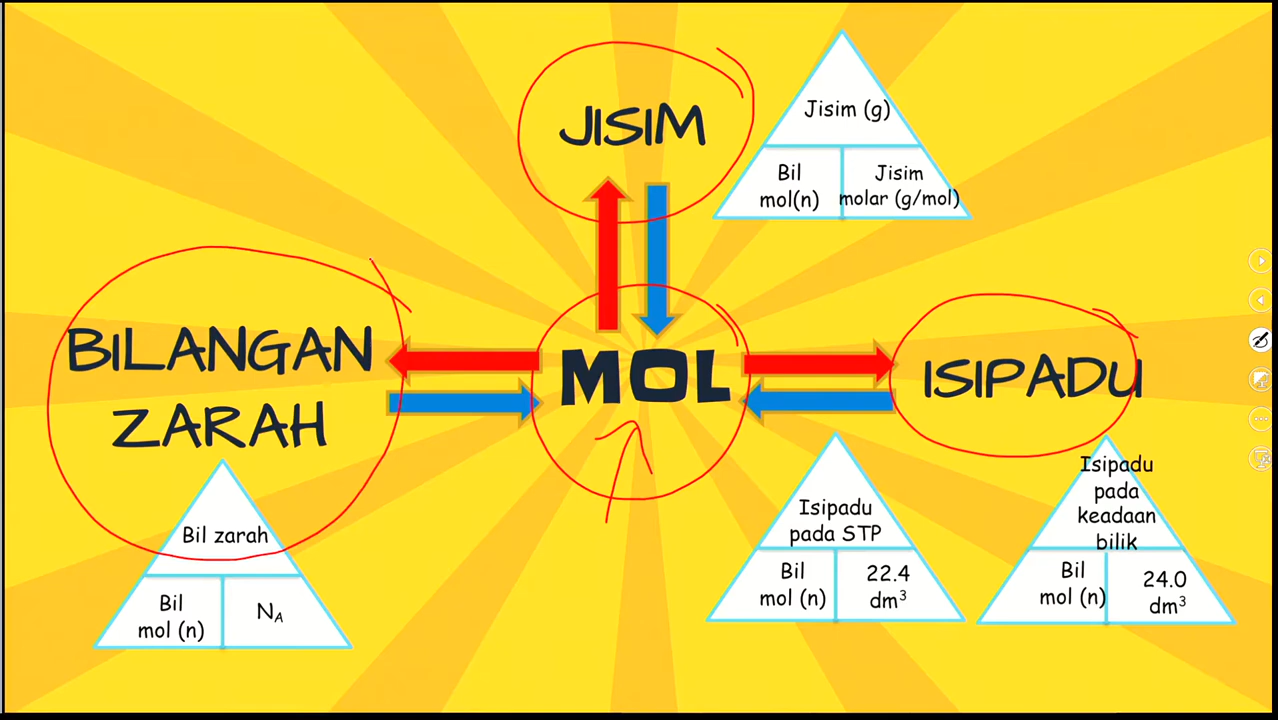 JISIM
Jisim (g)
Bil
mol(n)
Jisim
molar (g/mol)
BILANGAN
ZARAH
MOL
ISIPADU
Bil zarah
Bil
mol (n)
N_A
Isipadu
pada STP
Bil
mol (n)
22.4
dm³
Isipadu
pada
keadaan
bilik
Bil
mol (n)
24.0
dm³